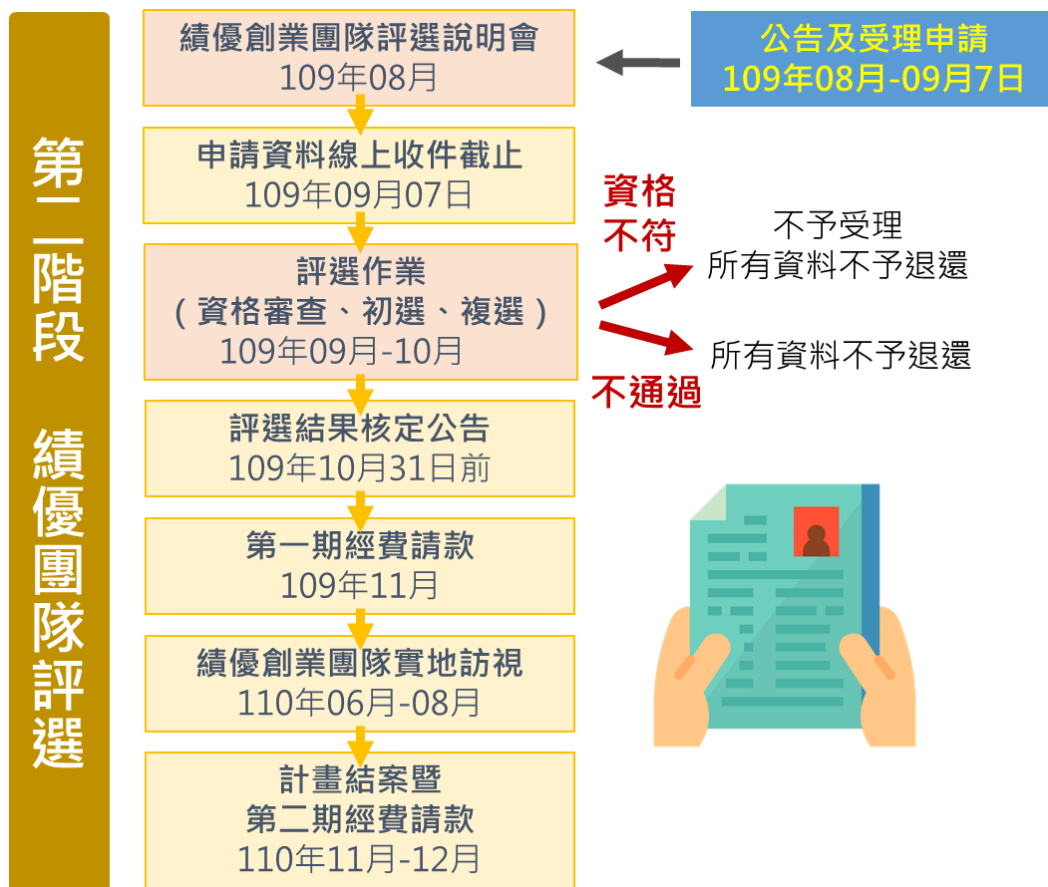 第二階段 績優團隊評選
績優創業團隊評選說明會
109年08月
公告及受理申請
109年08月-09月7日
申請資料線上收件截止
109年09月07日
評選作業
(資格審查、初選、複選)
109年09月-10月
資格
不符
不予受理
所有資料不予退還
不通過
所有資料不予退還
評選結果核定公告
109年10月31日前
第一期經費請款
109年11月
績優創業團隊實地訪視
110年06月-08月
計畫結案暨
第二期經費請款
110年11月-12月